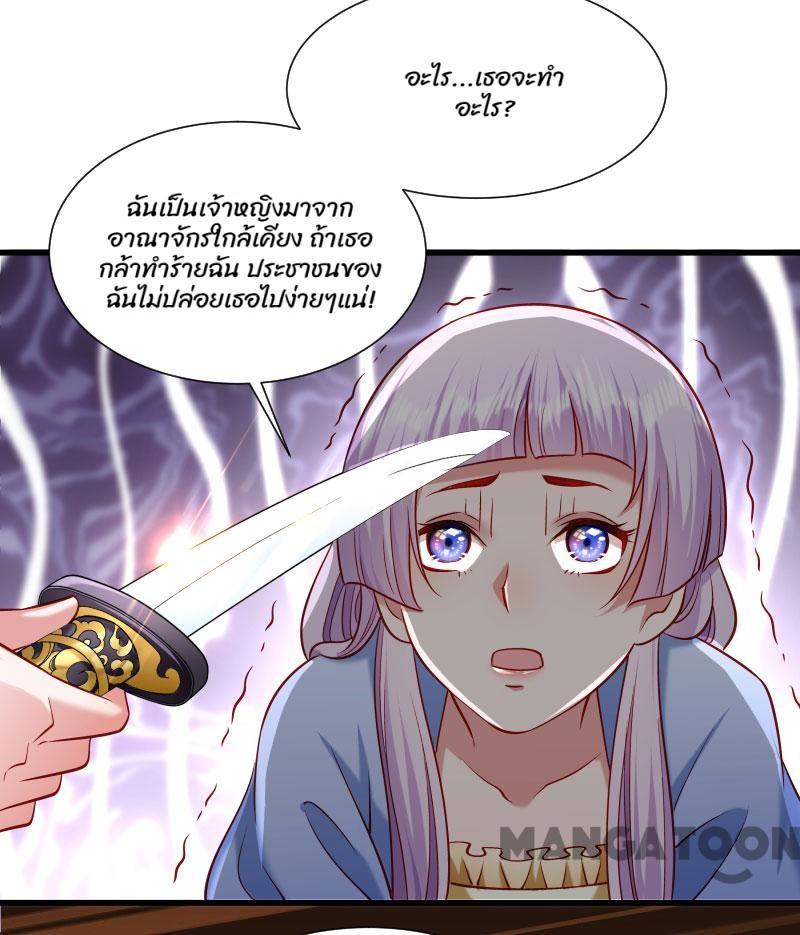 อะไร...เธอจะทำ
อะไร?
ฉันเป็นเจ้าหญิงมาจาก
อาณาจักรใกล้เคียง ถ้าเธอ
กล้าทำร้ายฉัน ประชาชนของ
ฉันไม่ปล่อยเธอไปง่ายๆแน่!
MANGATOON